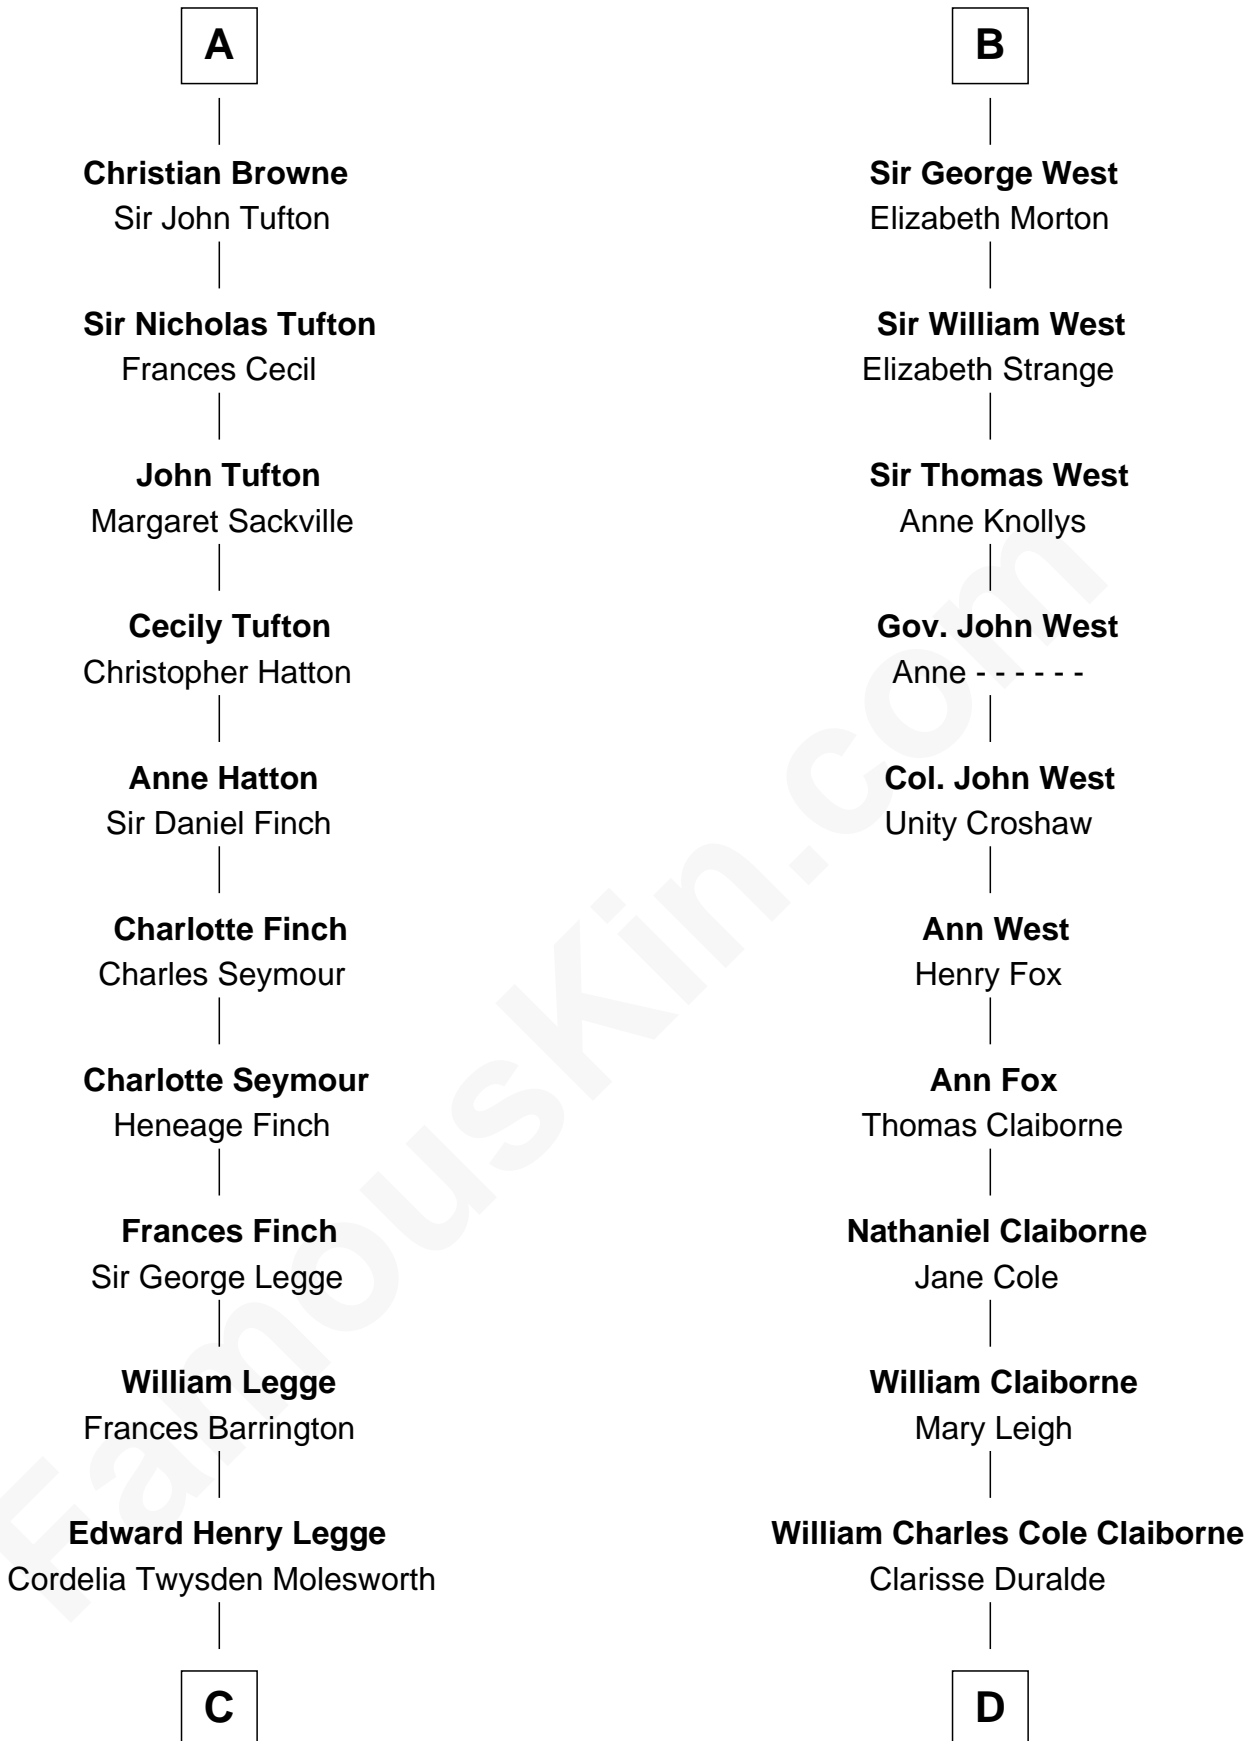 A
Christian Browne
Sir John Tufton
Sir Nicholas Tufton
Frances Cecil
John Tufton
Margaret Sackville
Cecily Tufton
Christopher Hatton
Anne Hatton
Sir Daniel Finch
Charlotte Finch
Charles Seymour
Charlotte Seymour
Heneage Finch
Frances Finch
Sir George Legge
William Legge
Frances Barrington
Edward Henry Legge
Cordelia Twysden Molesworth
C
B
Sir George West
Elizabeth Morton
Sir William West
Elizabeth Strange
Sir Thomas West
Anne Knollys
Gov. John West
Anne - - - - - -
Col. John West
Unity Croshaw
Ann West
Henry Fox
Ann Fox
Thomas Claiborne
Nathaniel Claiborne
Jane Cole
William Claiborne
Mary Leigh
William Charles Cole Claiborne
Clarisse Duralde
D
FamousKin.com